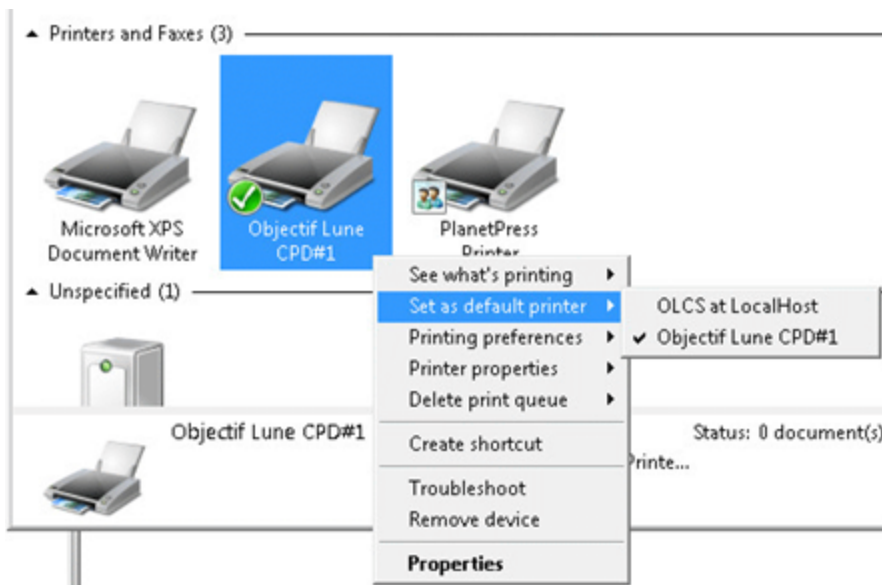 Printers and Faxes (3)
Microsoft XPS
Document Writer
Objectif Lune
CPD#1
PlanetPress
Printer
Unspecified (1)
See what's printing
Set as default printer
Printing preferences
Printer properties
Delete print queue
Create shortcut
Troubleshoot
Remove device
Properties
OLCS at LocalHost
Objectif Lune CPD#1
Objectif Lune CPD#1
Status: 0 document(s)
Printe...